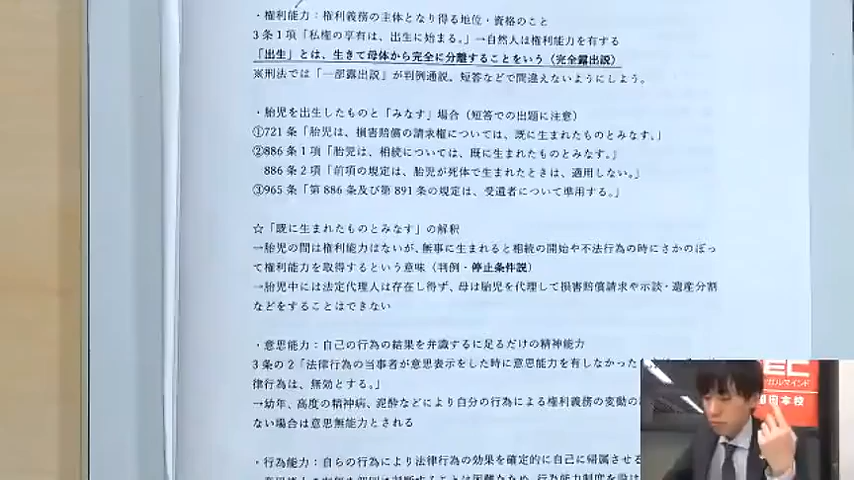 ・権利能力：権利義務の主体となり得る地位・資格のこと
3条1項「私権の享有は、出生に始まる。」→自然人は権利能力を有する
「出生」とは、生きて母体から完全に分離することをいう（完全露出説）
※刑法では「一部露出説」が判例通説、短答などで間違えないようにしよう。
・胎児を出生したものと「みなす」場合（短答での出題に注意）
①721条「胎児は、損害賠償の請求権については、既に生まれたものとみなす。」
②886条1項「胎児は、相続については、既に生まれたものとみなす。」
886条2項「前項の規定は、胎児が死体で生まれたときは、適用しない。」
③965条「第886条及び第891条の規定は、受遺者について準用する。」
☆「既に生まれたものとみなす」の解釈
→胎児の間は権利能力はないが、無事に生まれると相続の開始や不法行為の時にさかのぼっ
て権利能力を取得するという意味（判例・停止条件説）
→胎児中には法定代理人は存在し得ず、母は胎児を代理して損害賠償請求や示談・遺産分割
などをすることはできない
・意思能力：自己の行為の結果を弁識するに足るだけの精神能力
3条の2「法律行為の当事者が意思表示をした時に意思能力を有しなかった
律行為は、無効とする。」
→幼年、高度の精神病、泥酔などにより自分の行為による権利義務の変動の
ない場合は意思無能力とされる
・行為能力：自らの行為により法律行為の効果を確定的に自己に帰属させる
EC
ガルマインド
田本校